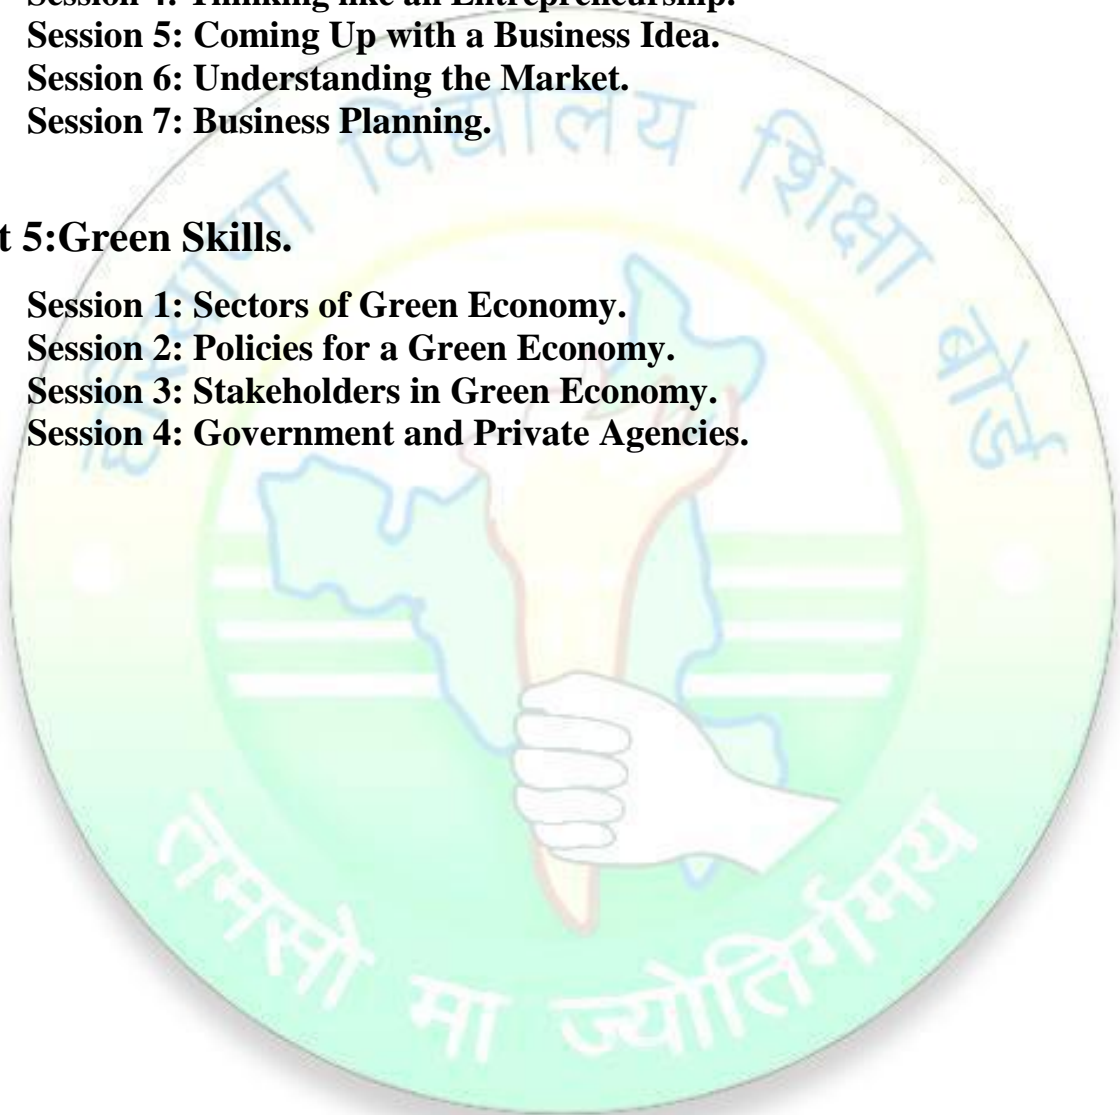 Session 4: Thinking like an Entrepreneurship.
Session 5: Coming Up with a Business Idea.
Session 6: Understanding the Market.
Session 7: Business Planning.
t 5:Green Skills.
Session 1: Sectors of Green Economy.
Session 2: Policies for a Green Economy.
Session 3: Stakeholders in Green Economy.
Session 4: Government and Private Agencies.
हरियाणा विद्यालय शिक्षा बोर्ड
तमसो मा ज्योतिर्गमय